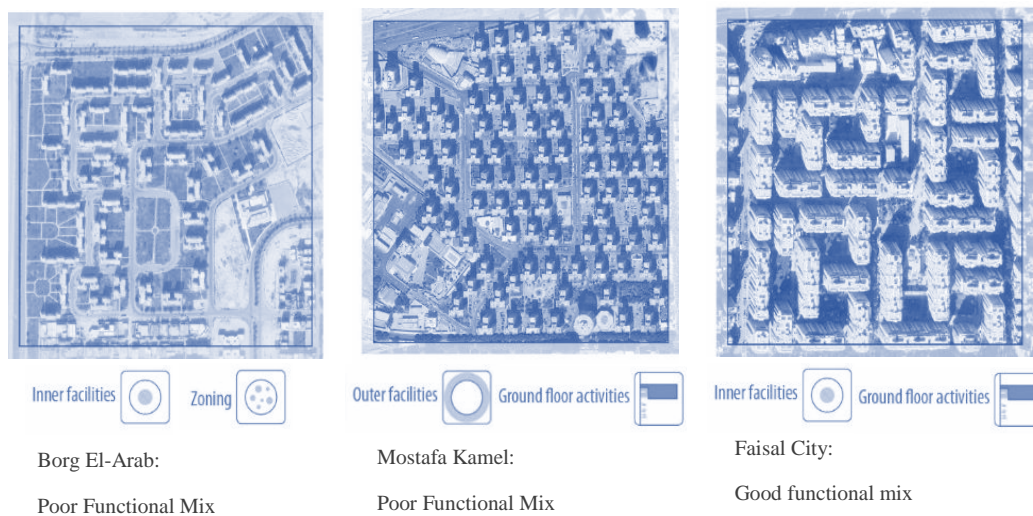 Inner facilities
Zoning
Outer facilities
Ground floor activities
Inner facilities
Ground floor activities
Borg El-Arab:
Poor Functional Mix
Mostafa Kamel:
Poor Functional Mix
Faisal City:
Good functional mix